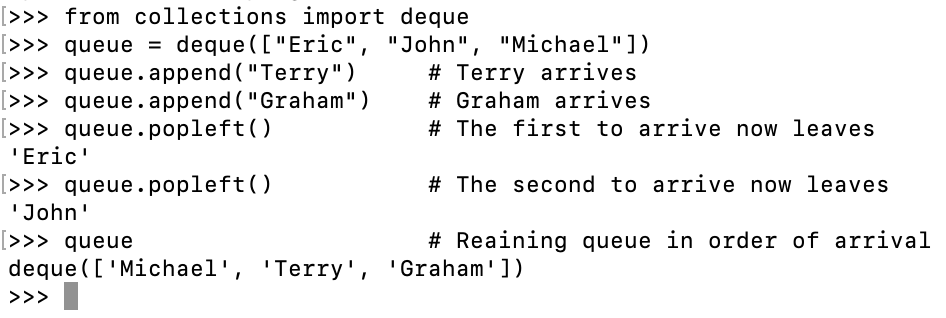 [>>> from collections import deque
[>>> queue = deque(["Eric", "John", "Michael"])
[>>> queue.append("Terry")     # Terry arrives
[>>> queue.append("Graham")    # Graham arrives
[>>> queue.popleft()           # The first to arrive now leaves
'Eric'
[>>> queue.popleft()           # The second to arrive now leaves
'John'
[>>> queue                     # Reaining queue in order of arrival
deque(['Michael', 'Terry', 'Graham'])
>>>